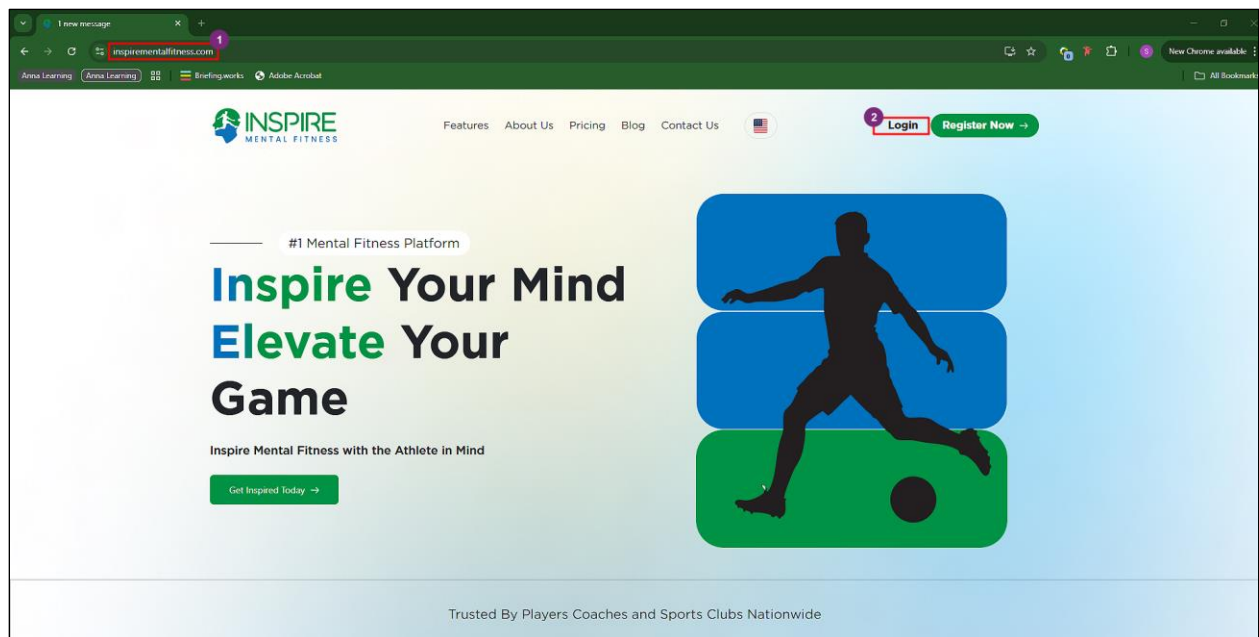 1 new message
1
inspirementalfitness.com
New Chrome available
Anna Learning
Anna Learning
Briefing.works
Adobe Acrobat
All Bookmarks
INSPIRE
MENTAL FITNESS
Features About Us Pricing Blog Contact Us
2
Login
Register Now →
#1 Mental Fitness Platform
Inspire Your Mind
Elevate Your
Game
Inspire Mental Fitness with the Athlete in Mind
Get Inspired Today →
Trusted By Players Coaches and Sports Clubs Nationwide